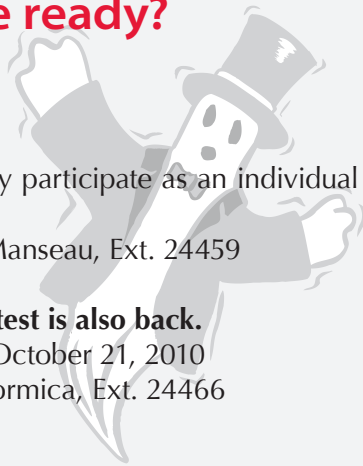 e ready?
y participate as an individual
Manseau, Ext. 24459
test is also back.
October 21, 2010
ormica, Ext. 24466